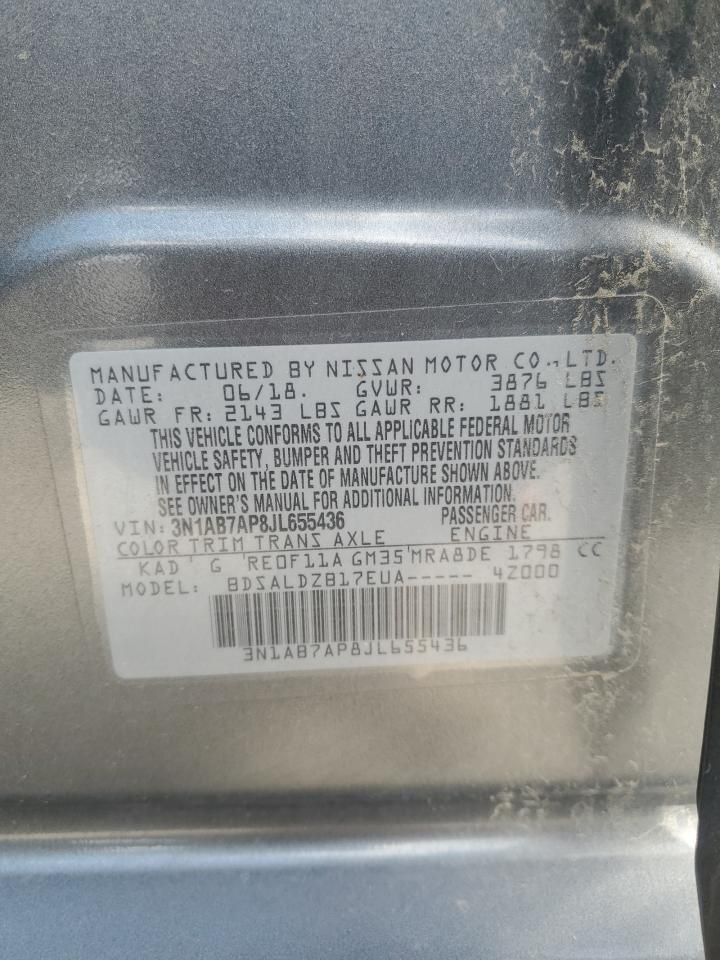 MANUFACTURED BY NISSAN MOTOR CO., LTD.
DATE: 06/18. GVWR: 3876 LBS
GAWR FR: 2143 LBS GAWR RR: 1881 LBS
THIS VEHICLE CONFORMS TO ALL APPLICABLE FEDERAL MOTOR
VEHICLE SAFETY, BUMPER AND THEFT PREVENTION STANDARDS
IN EFFECT ON THE DATE OF MANUFACTURE SHOWN ABOVE.
SEE OWNER'S MANUAL FOR ADDITIONAL INFORMATION
VIN: 3N1AB7AP8JL655436 PASSENGER CAR.
COLOR TRIM TRANS AXLE ENGINE
KAD ' G ' RE0F11A GM35'MRA8DE 1798 CC
MODEL: BDSALDZB17EUA----- 4Z000
3N1AB7AP8JL655436